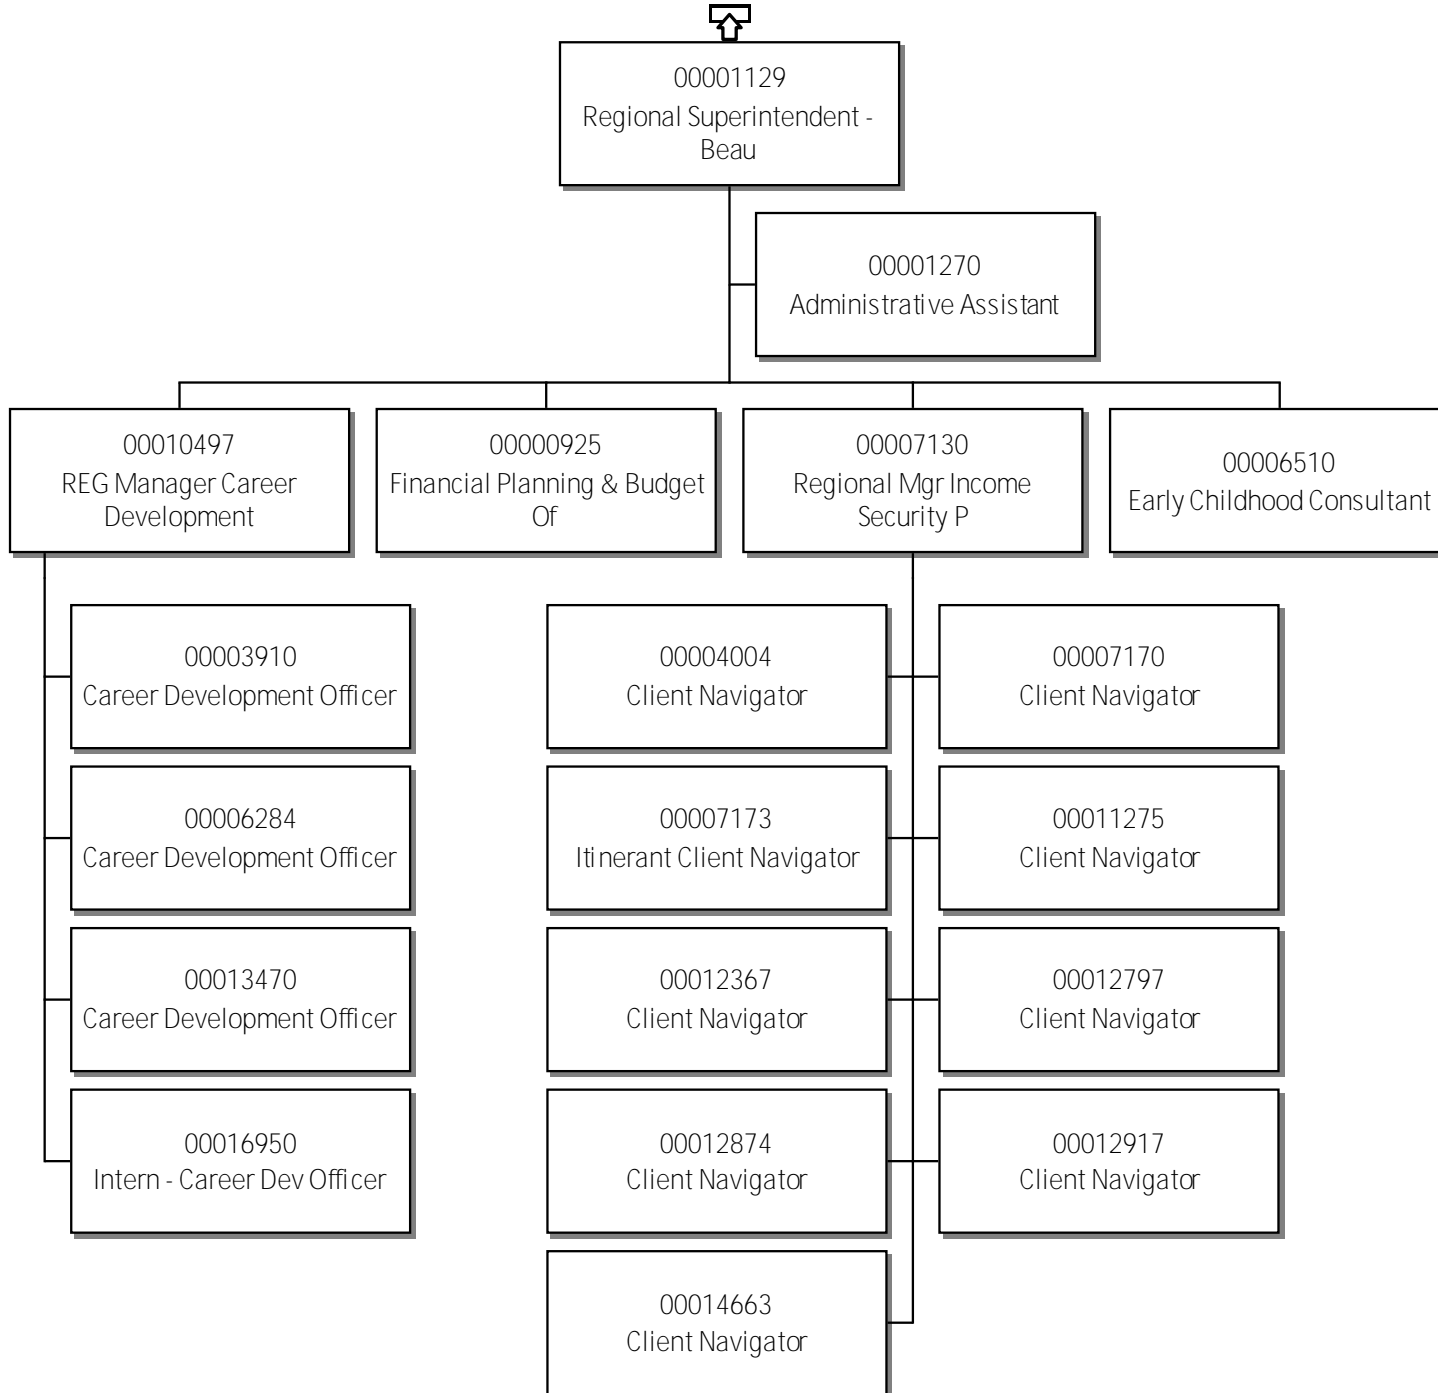 00001129
Regional Superintendent -
Beau
00001270
Administrative Assistant
00010497
REG Manager Career
Development
00000925
Financial Planning & Budget
Of
00007130
Regional Mgr Income
Security P
00006510
Early Childhood Consultant
00003910
Career Development Officer
00004004
Client Navigator
00007170
Client Navigator
00006284
Career Development Officer
00007173
Itinerant Client Navigator
00011275
Client Navigator
00013470
Career Development Officer
00012367
Client Navigator
00012797
Client Navigator
00016950
Intern - Career Dev Officer
00012874
Client Navigator
00012917
Client Navigator
00014663
Client Navigator